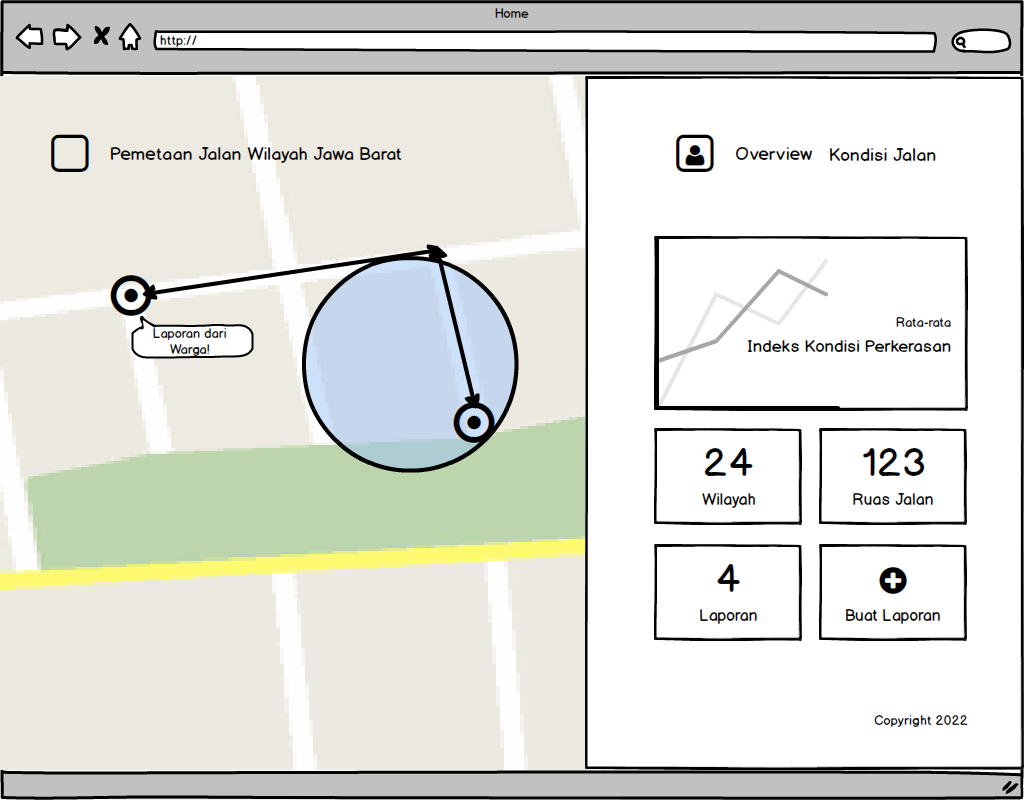 Home
http://
Pemetaan Jalan Wilayah Jawa Barat
Laporan dari
Warga!
Overview Kondisi Jalan
Rata-rata
Indeks Kondisi Perkerasan
24
Wilayah
123
Ruas Jalan
4
Laporan
Buat Laporan
Copyright 2022